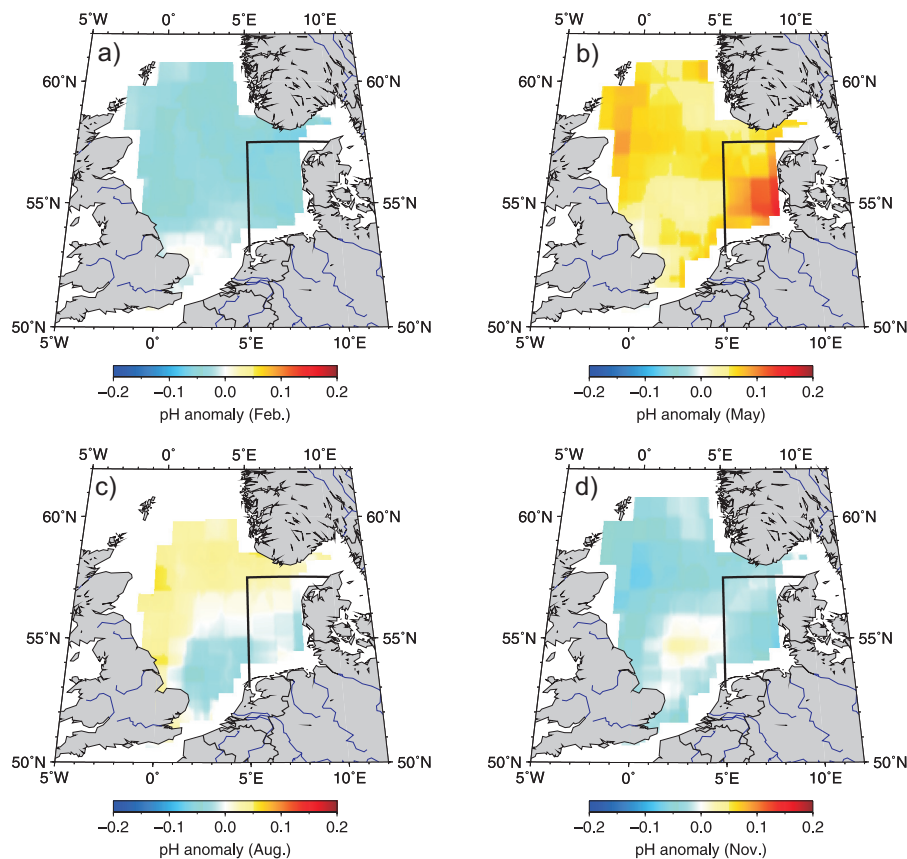 5˚W 0˚ 5˚E 10˚E
a)
60˚N 60˚N
55˚N 55˚N
50˚N 50˚N
5˚W 0˚ 5˚E 10˚E
−0.2 −0.1 0.0 0.1 0.2
pH anomaly (Feb.)
5˚W 0˚ 5˚E 10˚E
b)
60˚N 60˚N
55˚N 55˚N
50˚N 50˚N
5˚W 0˚ 5˚E 10˚E
−0.2 −0.1 0.0 0.1 0.2
pH anomaly (May)
5˚W 0˚ 5˚E 10˚E
c)
60˚N 60˚N
55˚N 55˚N
50˚N 50˚N
5˚W 0˚ 5˚E 10˚E
−0.2 −0.1 0.0 0.1 0.2
pH anomaly (Aug.)
5˚W 0˚ 5˚E 10˚E
d)
60˚N 60˚N
55˚N 55˚N
50˚N 50˚N
5˚W 0˚ 5˚E 10˚E
−0.2 −0.1 0.0 0.1 0.2
pH anomaly (Nov.)